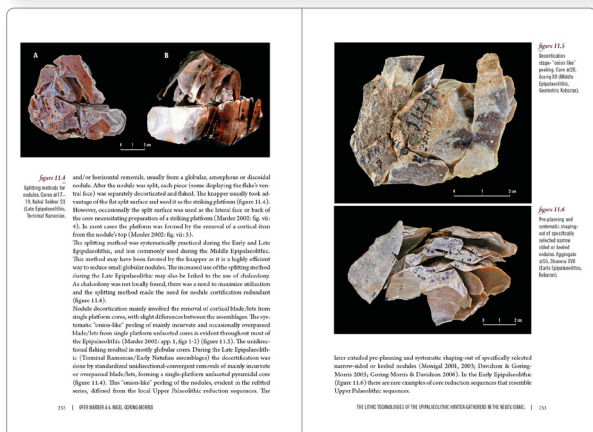 A
B
0 1 2 cm
figure 11.4
Splitting methods for
nodules. Cores #17–
19, Nahal Sekher 23
(Late Epipalaeolithic,
Terminal Ramonian.
and/or horizontal removals, usually from a globular, amorphous or discoidal
nodule. After the nodule was split, each piece (some displaying the flake's ven-
tral face) was separately decorticated and flaked. The knapper usually took ad-
vantage of the flat split surface and used it as the striking platform (figure 11.4).
However, occasionally the split surface was used as the lateral face or back of
the core necessitating preparation of a striking platform (Marder 2002: fig. vii:
4). In most cases the platform was formed by the removal of a cortical item
from the nodule's top (Marder 2002: fig. vii: 5).
The splitting method was systematically practiced during the Early and Late
Epipalaeolithic, and less commonly used during the Middle Epipalaeolithic.
This method may have been favored by the knapper as it is a highly efficient
way to reduce small globular nodules. The increased use of the splitting method
during the Late Epipalaeolithic may also be linked to the use of chalcedony.
As chalcedony was not locally found, there was a need to maximize utilization
and the splitting method made the need for nodule cortification redundant
(figure 11.4).
Nodule decortication mainly involved the removal of cortical blade/lets from
single platform cores, with slight differences between the assemblages. The sys-
tematic "onion-like" peeling of mainly incurvate and occasionally overpassed
blade/lets from single platform unfaceted cores is evident throughout most of
the Epipalaeolithic (Marder 2002: app. 1, figs 1-2) (figure 11.5). The unidirec-
tional flaking resulted in mostly globular cores. During the Late Epipalaeolith-
ic (Terminal Ramonian/Early Natufian assemblages) the decortication was
done by standardized unidirectional-convergent removals of mainly incurvate
or overpassed blade/lets, forming a single-platform unfaceted pyramidal core
(figure 11.4). This "onion-like" peeling of the nodules, evident in the refitted
series, differed from the local Upper Palaeolithic reduction sequences. The
252 | OFER MARDER & A. NIGEL GORING-MORRIS
figure 11.5
Decortication
stage- "onion like"
peeling. Core #26,
Azariq XII (Middle
Epipalaeolithic,
Geometric Kebaran).
0 1 2 cm
figure 11.6
Pre-planning and
systematic shaping-
out of specifically
selected narrow
sided or keeled
nodules. Aggregate
Shunera XVII
(Early Epipalaeolithic,
Kebaran).
0 1 2 cm
later entailed pre-planning and systematic shaping-out of specifically selected
narrow-sided or keeled nodules (Monigal 2001, 2003; Davidzon & Goring-
Morris 2003; Goring-Morris & Davidzon 2006). In the Early Epipalaeolithic
(figure 11.6) there are rare examples of core reduction sequences that resemble
Upper Palaeolithic sequences.
THE LITHIC TECHNOLOGIES OF THE EPIPALAEOLITHIC HUNTER-GATHERERS IN THE NEGEV, ISRAEL | 253